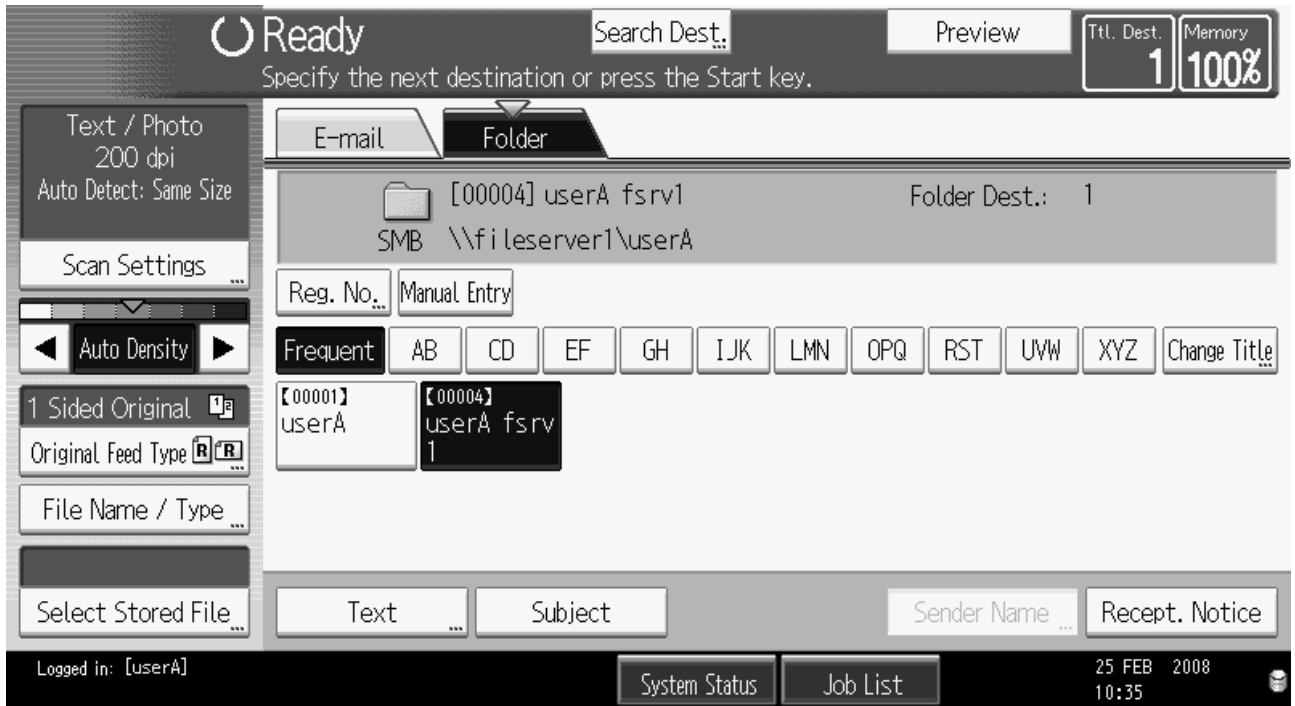 Ready
Search Dest.
Preview
Ttl. Dest.
1
Memory
100%
Specify the next destination or press the Start key.
Text / Photo
200 dpi
Auto Detect: Same Size
Scan Settings
Auto Density
1 Sided Original
Original Feed Type
File Name / Type
Select Stored File
E-mail
Folder
[00004] userA fsrv1
Folder Dest.: 1
SMB \\fileserver1\userA
Reg. No.
Manual Entry
Frequent
AB
CD
EF
GH
IJK
LMN
OPQ
RST
UVW
XYZ
Change Title
【00001】
userA
【00004】
userA fsrv
1
Text
Subject
Sender Name
Recept. Notice
Logged in: [userA]
System Status
Job List
25 FEB 2008
10:35